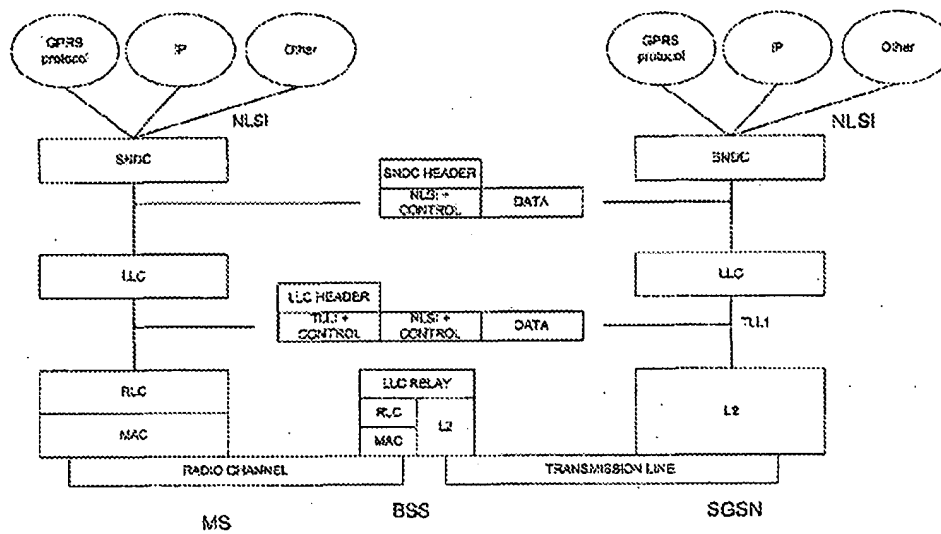 GPRS
protocol
IP
Other
GPRS
protocol
IP
Other
NLSI
NLSI
SNDC
SNDC
SNDC HEADER
NLSI +
CONTROL
DATA
LLC
LLC
LLC HEADER
TLLI +
CONTROL
NLSI +
CONTROL
DATA
TLL1
RLC
MAC
LLC RELAY
RLC
MAC
L2
L2
RADIO CHANNEL
TRANSMISSION LINE
MS
BSS
SGSN